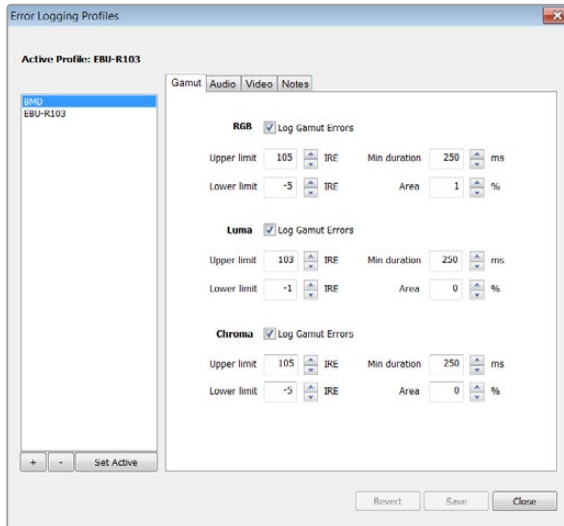 Error Logging Profiles
Active Profile: EBU-R103
BMD
EBU-R103
Gamut Audio Video Notes
RGB Log Gamut Errors
Upper limit 105 IRE Min duration 250 ms
Lower limit -5 IRE Area 1 %
Luma Log Gamut Errors
Upper limit 103 IRE Min duration 250 ms
Lower limit -1 IRE Area 0 %
Chroma Log Gamut Errors
Upper limit 105 IRE Min duration 250 ms
Lower limit -5 IRE Area 0 %
+ - Set Active
Revert Save Close